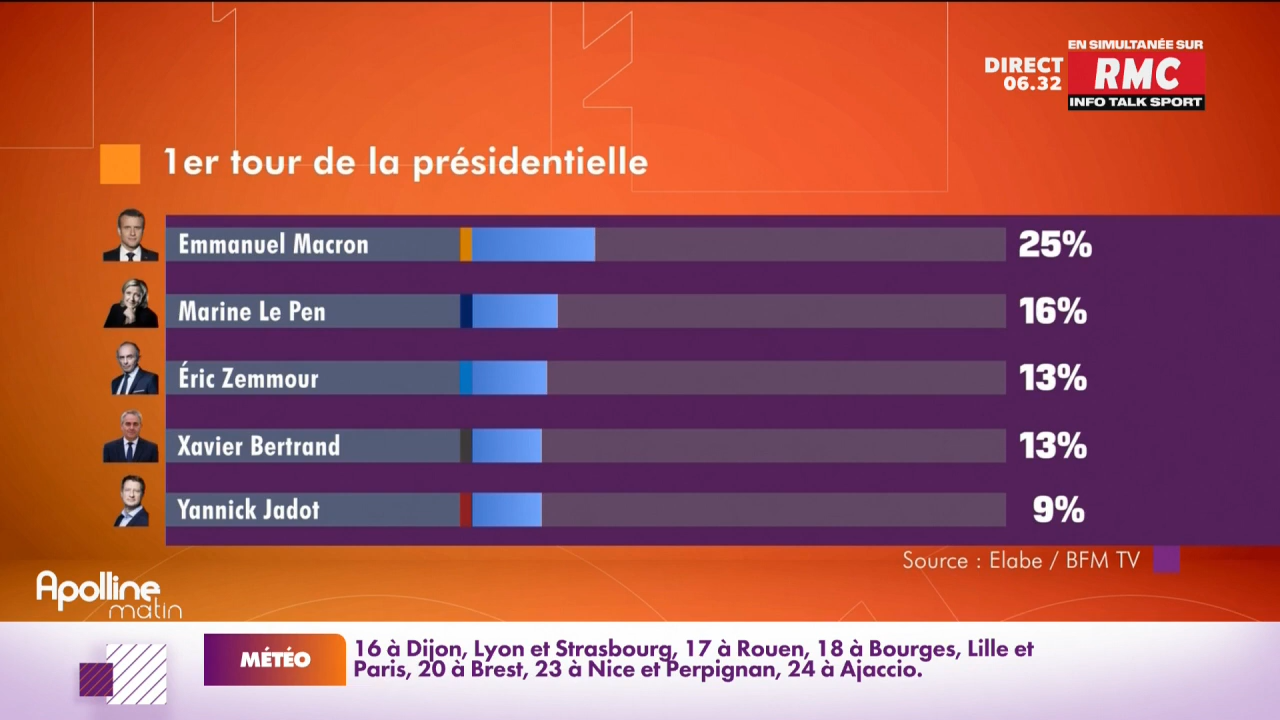 EN SIMULTANÉE SUR
DIRECT
06.32
RMC
INFO TALK SPORT
1er tour de la présidentielle
Emmanuel Macron 25%
Marine Le Pen 16%
Éric Zemmour 13%
Xavier Bertrand 13%
Yannick Jadot 9%
Source : Elabe / BFM TV
Apolline
matin
MÉTÉO
16 à Dijon, Lyon et Strasbourg, 17 à Rouen, 18 à Bourges, Lille et
Paris, 20 à Brest, 23 à Nice et Perpignan, 24 à Ajaccio.